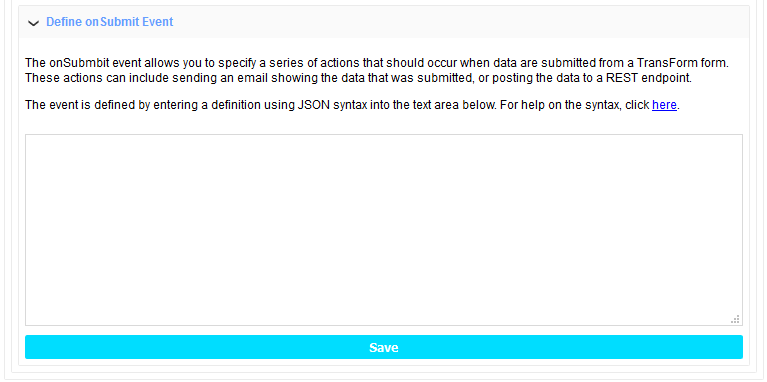 Define onSubmit Event
The onSubmbit event allows you to specify a series of actions that should occur when data are submitted from a TransForm form.
These actions can include sending an email showing the data that was submitted, or posting the data to a REST endpoint.
The event is defined by entering a definition using JSON syntax into the text area below. For help on the syntax, click here.
Save